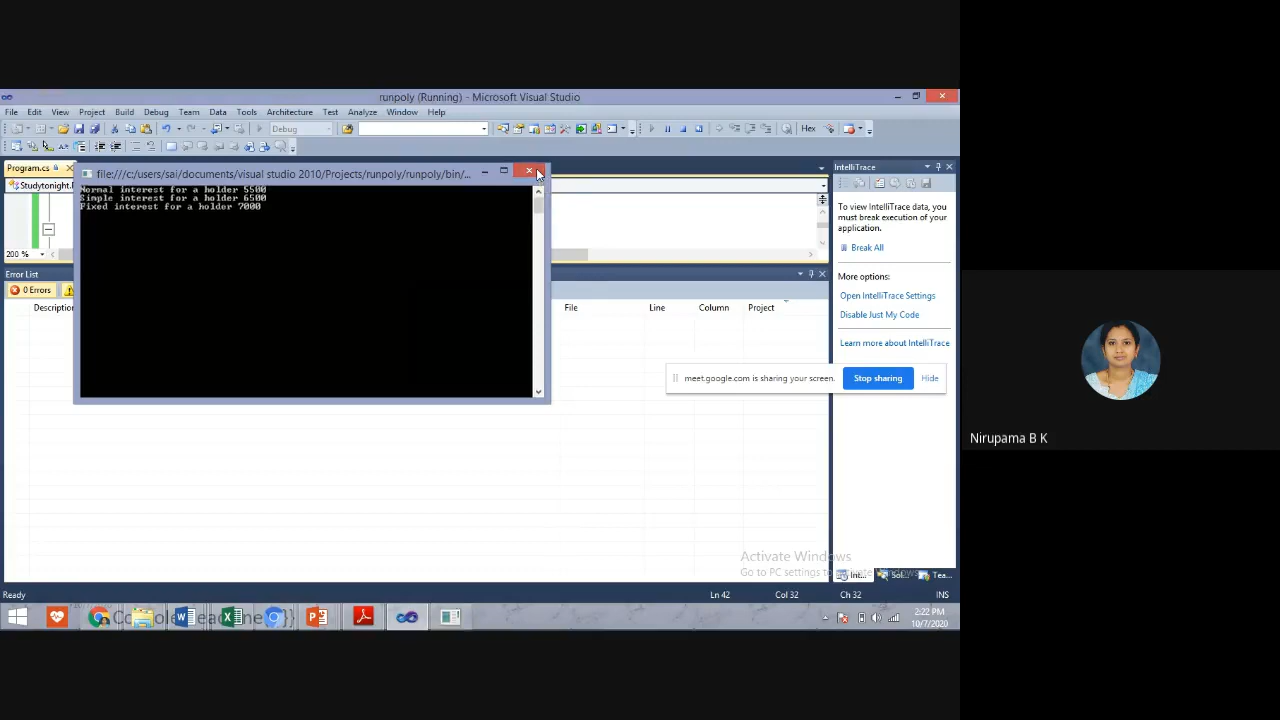 runpoly (Running) - Microsoft Visual Studio
File Edit View Project Build Debug Team Data Tools Architecture Test Analyze Window Help
Debug
Hex
Program.cs
file:///c:/users/sai/documents/visual studio 2010/Projects/runpoly/runpoly/bin/...
IntelliTrace
Studytonight.
Normal interest for a holder 5500
Simple interest for a holder 6500
Fixed interest for a holder 7000
200 %
To view IntelliTrace data, you
must break execution of your
application.
Break All
Error List
0 Errors
More options:
Open IntelliTrace Settings
Disable Just My Code
Learn more about IntelliTrace
Description
File Line Column Project
meet.google.com is sharing your screen.
Stop sharing
Hide
Nirupama B K
Activate Windows
Go to PC settings to activate Windows.
Int...
Sol...
Tea...
Ready
Ln 42 Col 32 Ch 32 INS
2:22 PM
10/7/2020